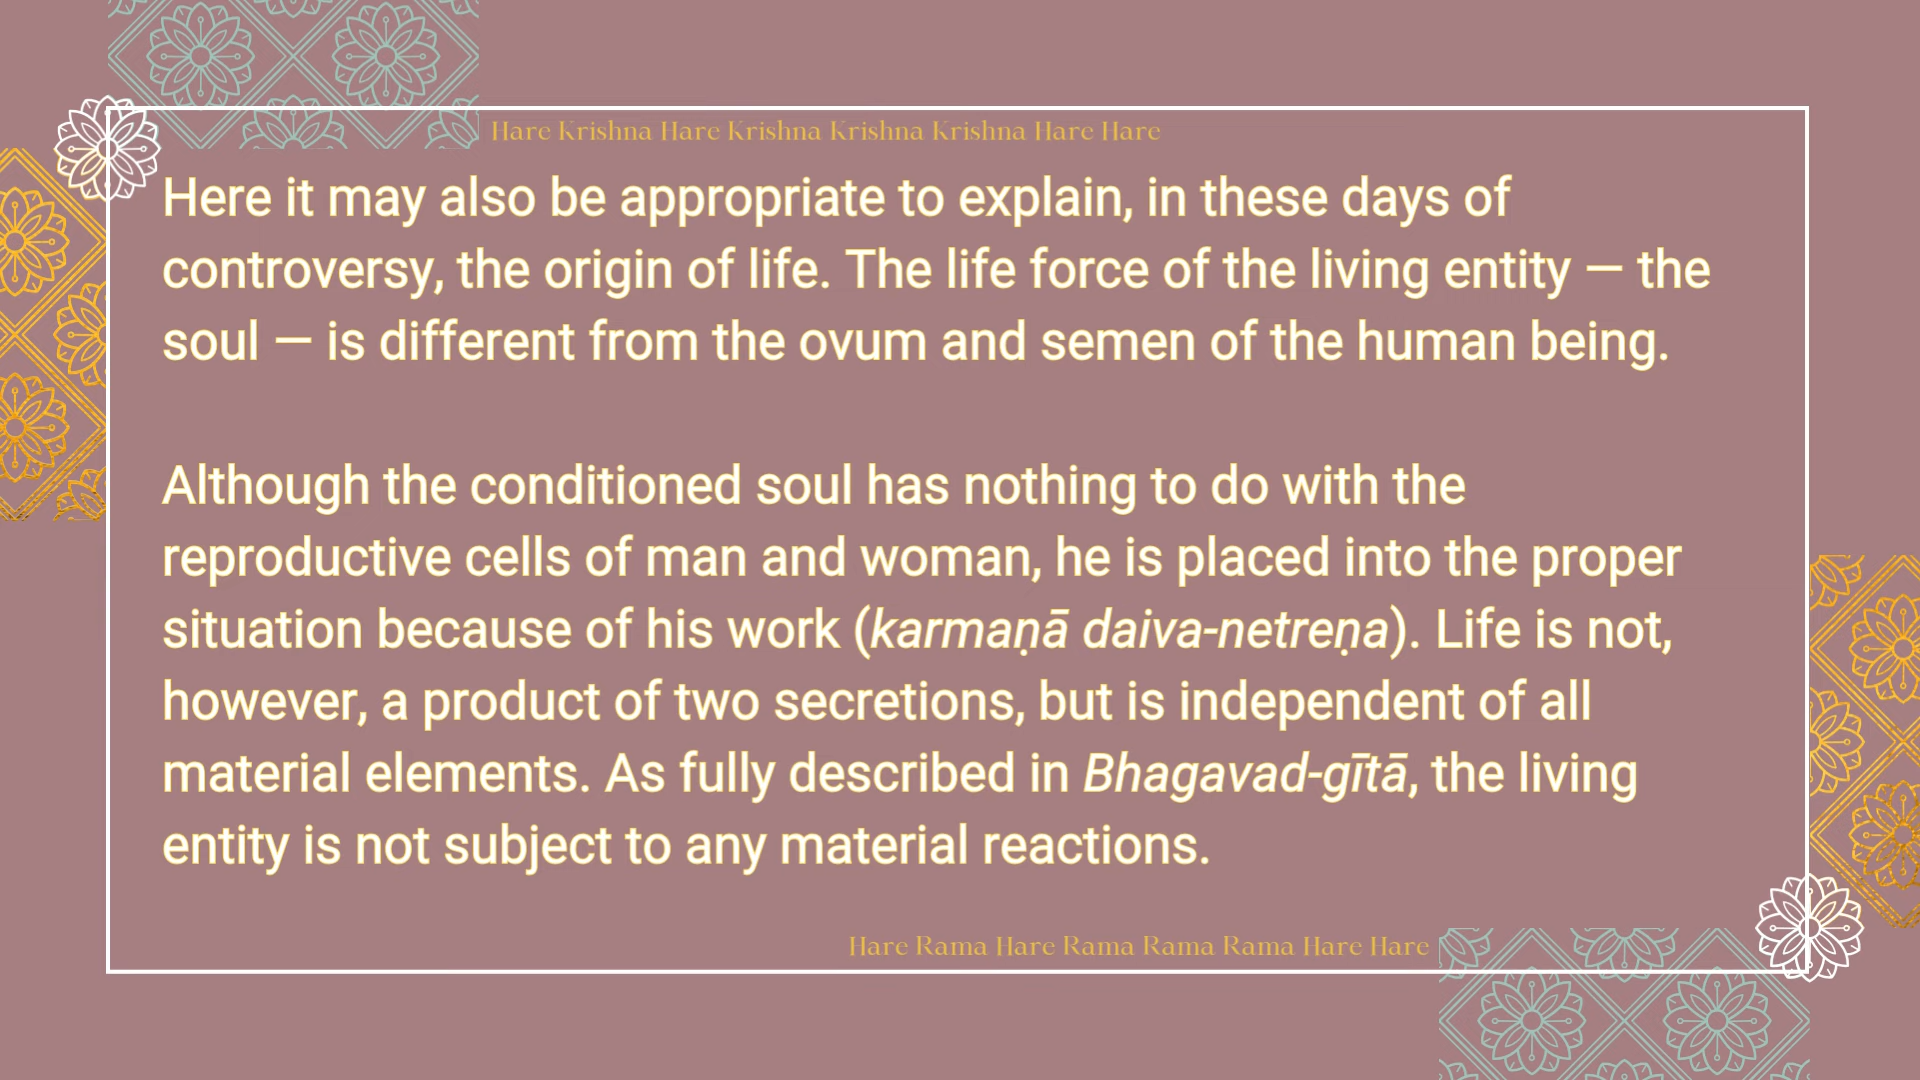 Hare Krishna Hare Krishna Krishna Krishna Hare Hare
Here it may also be appropriate to explain, in these days of
controversy, the origin of life. The life force of the living entity — the
soul — is different from the ovum and semen of the human being.
Although the conditioned soul has nothing to do with the
reproductive cells of man and woman, he is placed into the proper
situation because of his work (karmaṇā daiva-netreṇa). Life is not,
however, a product of two secretions, but is independent of all
material elements. As fully described in Bhagavad-gītā, the living
entity is not subject to any material reactions.
Hare Rama Hare Rama Rama Rama Hare Hare